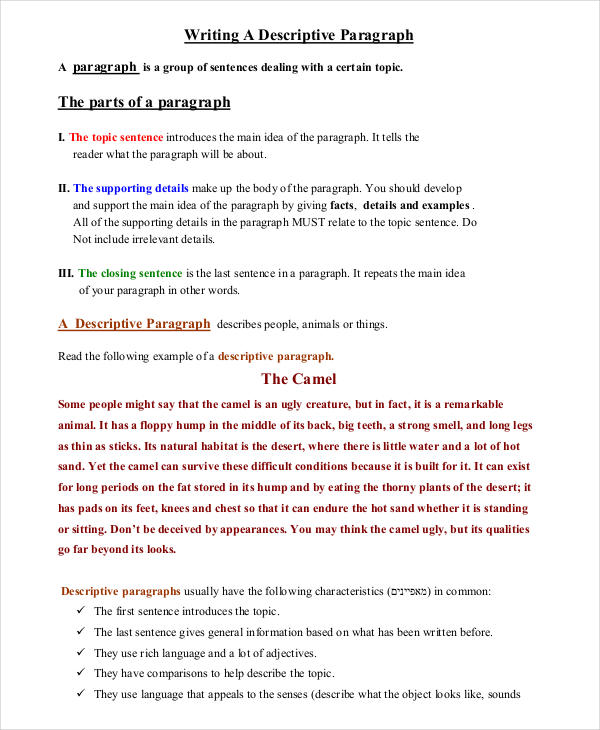 Writing A Descriptive Paragraph
A paragraph is a group of sentences dealing with a certain topic.
The parts of a paragraph
I. The topic sentence introduces the main idea of the paragraph. It tells the
reader what the paragraph will be about.
II. The supporting details make up the body of the paragraph. You should develop
and support the main idea of the paragraph by giving facts, details and examples .
All of the supporting details in the paragraph MUST relate to the topic sentence. Do
Not include irrelevant details.
III. The closing sentence is the last sentence in a paragraph. It repeats the main idea
of your paragraph in other words.
A Descriptive Paragraph describes people, animals or things.
Read the following example of a descriptive paragraph.
The Camel
Some people might say that the camel is an ugly creature, but in fact, it is a remarkable
animal. It has a floppy hump in the middle of its back, big teeth, a strong smell, and long legs
as thin as sticks. Its natural habitat is the desert, where there is little water and a lot of hot
sand. Yet the camel can survive these difficult conditions because it is built for it. It can exist
for long periods on the fat stored in its hump and by eating the thorny plants of the desert; it
has pads on its feet, knees and chest so that it can endure the hot sand whether it is standing
or sitting. Don’t be deceived by appearances. You may think the camel ugly, but its qualities
go far beyond its looks.
Descriptive paragraphs usually have the following characteristics (מאפיינים) in common:
✓ The first sentence introduces the topic.
✓ The last sentence gives general information based on what has been written before.
✓ They use rich language and a lot of adjectives.
✓ They have comparisons to help describe the topic.
✓ They use language that appeals to the senses (describe what the object looks like, sounds